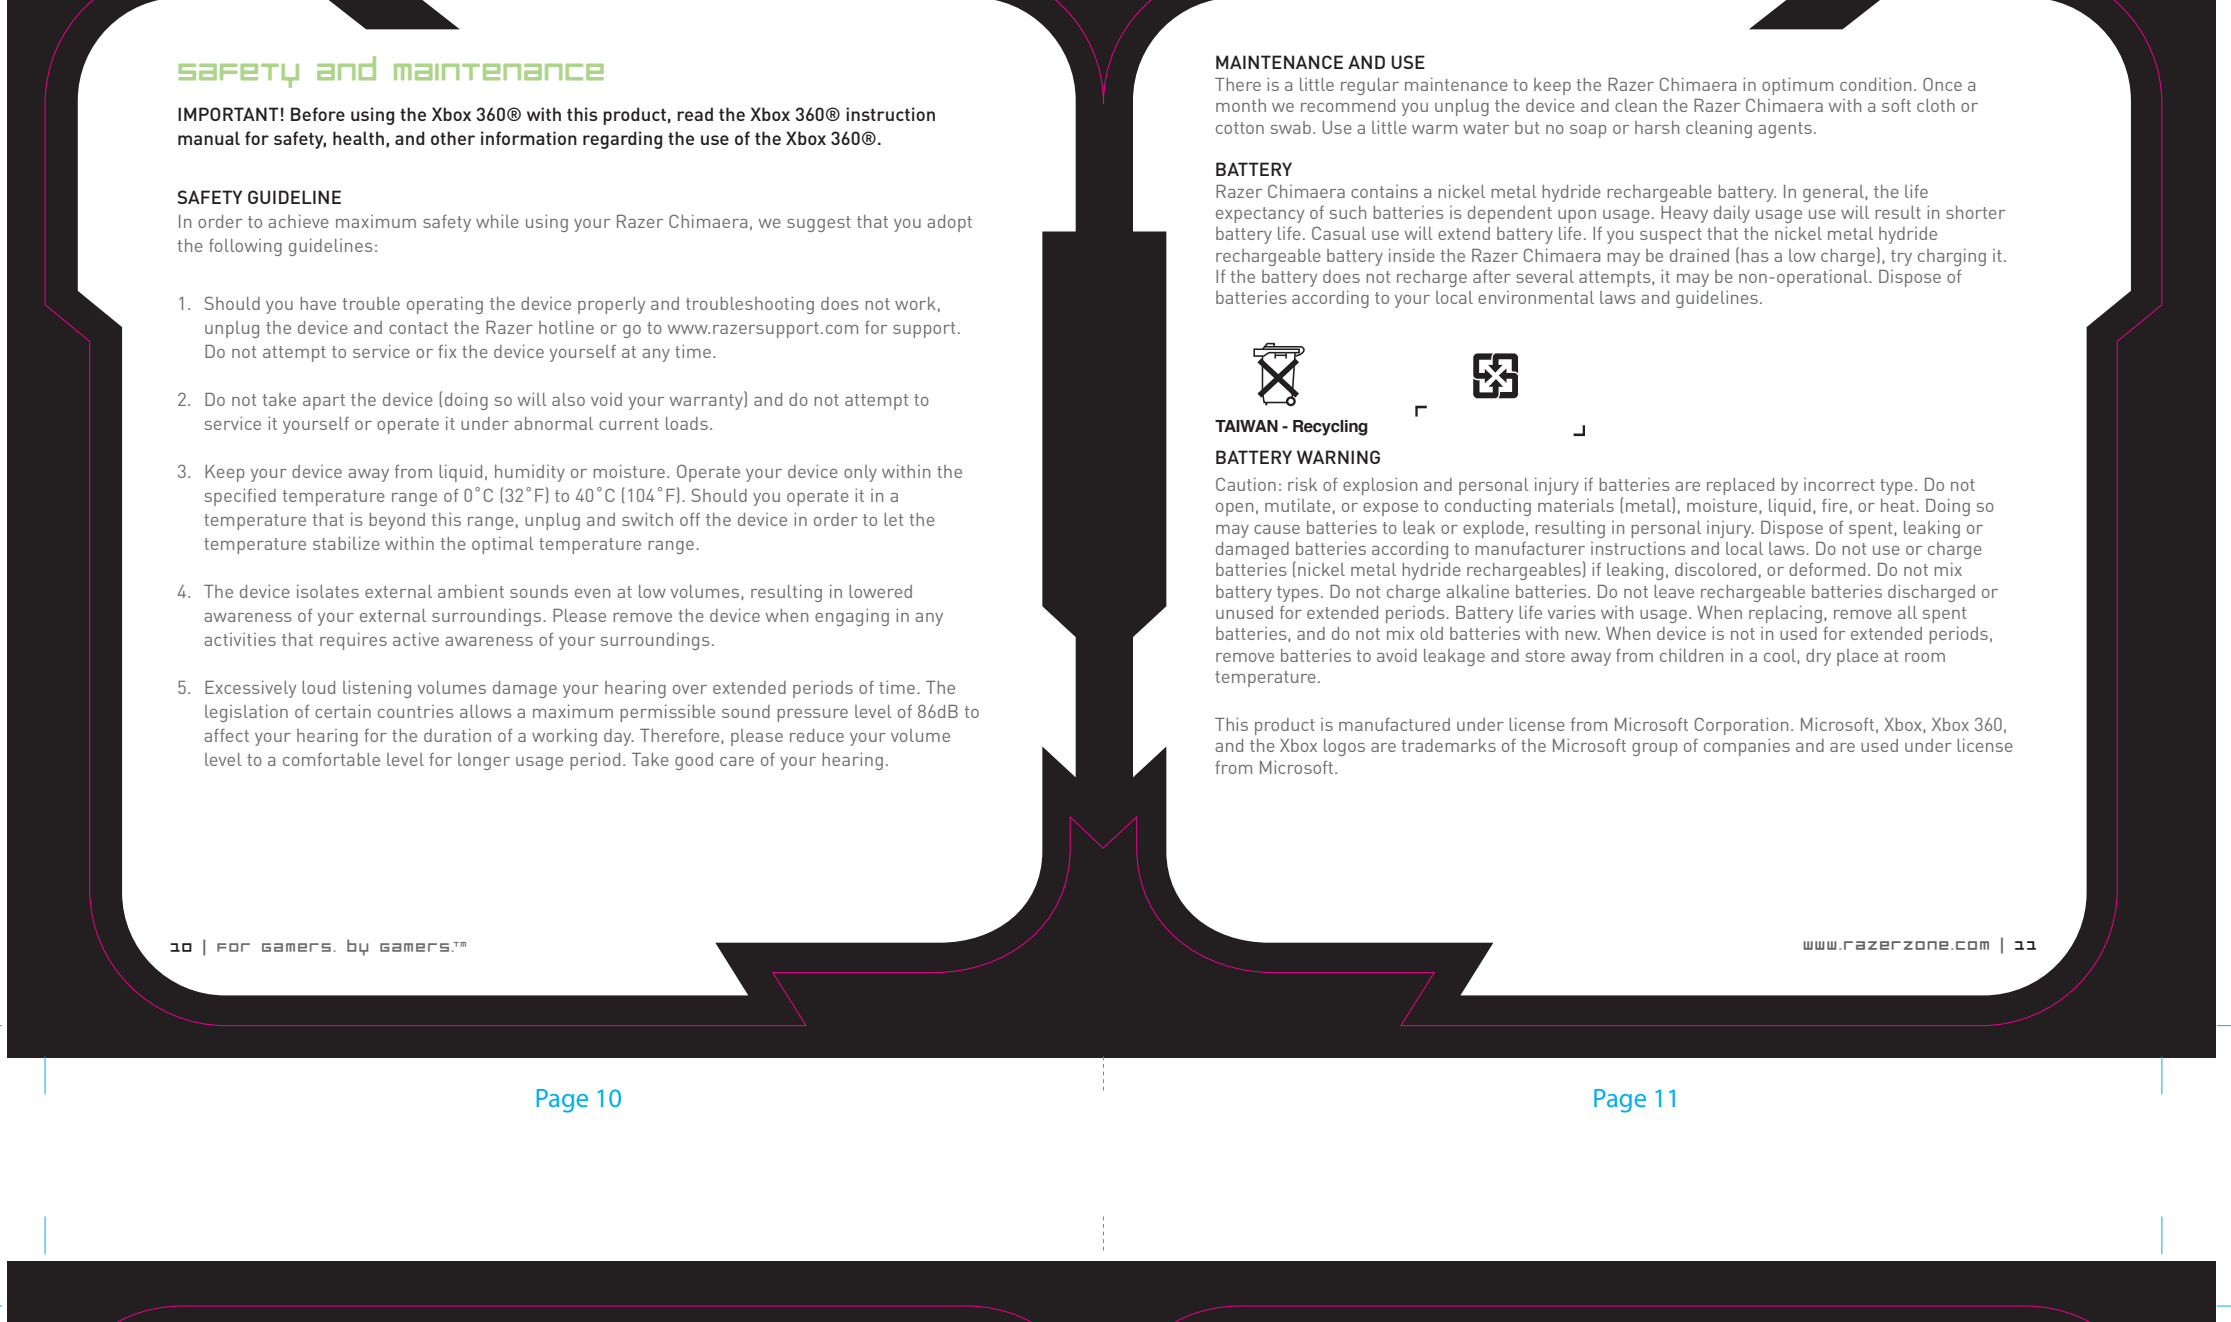 safety and maintenance
IMPORTANT! Before using the Xbox 360® with this product, read the Xbox 360® instruction
manual for safety, health, and other information regarding the use of the Xbox 360®.
SAFETY GUIDELINE
In order to achieve maximum safety while using your Razer Chimaera, we suggest that you adopt
the following guidelines:
1. Should you have trouble operating the device properly and troubleshooting does not work,
unplug the device and contact the Razer hotline or go to www.razersupport.com for support.
Do not attempt to service or fix the device yourself at any time.
2. Do not take apart the device (doing so will also void your warranty) and do not attempt to
service it yourself or operate it under abnormal current loads.
3. Keep your device away from liquid, humidity or moisture. Operate your device only within the
specified temperature range of 0˚C (32˚F) to 40˚C (104˚F). Should you operate it in a
temperature that is beyond this range, unplug and switch off the device in order to let the
temperature stabilize within the optimal temperature range.
4. The device isolates external ambient sounds even at low volumes, resulting in lowered
awareness of your external surroundings. Please remove the device when engaging in any
activities that requires active awareness of your surroundings.
5. Excessively loud listening volumes damage your hearing over extended periods of time. The
legislation of certain countries allows a maximum permissible sound pressure level of 86dB to
affect your hearing for the duration of a working day. Therefore, please reduce your volume
level to a comfortable level for longer usage period. Take good care of your hearing.
10 | For gamers. by gamers.™
MAINTENANCE AND USE
There is a little regular maintenance to keep the Razer Chimaera in optimum condition. Once a
month we recommend you unplug the device and clean the Razer Chimaera with a soft cloth or
cotton swab. Use a little warm water but no soap or harsh cleaning agents.
BATTERY
Razer Chimaera contains a nickel metal hydride rechargeable battery. In general, the life
expectancy of such batteries is dependent upon usage. Heavy daily usage use will result in shorter
battery life. Casual use will extend battery life. If you suspect that the nickel metal hydride
rechargeable battery inside the Razer Chimaera may be drained (has a low charge), try charging it.
If the battery does not recharge after several attempts, it may be non-operational. Dispose of
batteries according to your local environmental laws and guidelines.
TAIWAN - Recycling
BATTERY WARNING
Caution: risk of explosion and personal injury if batteries are replaced by incorrect type. Do not
open, mutilate, or expose to conducting materials (metal), moisture, liquid, fire, or heat. Doing so
may cause batteries to leak or explode, resulting in personal injury. Dispose of spent, leaking or
damaged batteries according to manufacturer instructions and local laws. Do not use or charge
batteries (nickel metal hydride rechargeables) if leaking, discolored, or deformed. Do not mix
battery types. Do not charge alkaline batteries. Do not leave rechargeable batteries discharged or
unused for extended periods. Battery life varies with usage. When replacing, remove all spent
batteries, and do not mix old batteries with new. When device is not in used for extended periods,
remove batteries to avoid leakage and store away from children in a cool, dry place at room
temperature.
This product is manufactured under license from Microsoft Corporation. Microsoft, Xbox, Xbox 360,
and the Xbox logos are trademarks of the Microsoft group of companies and are used under license
from Microsoft.
www.razerzone.com | 11
Page 10
Page 11